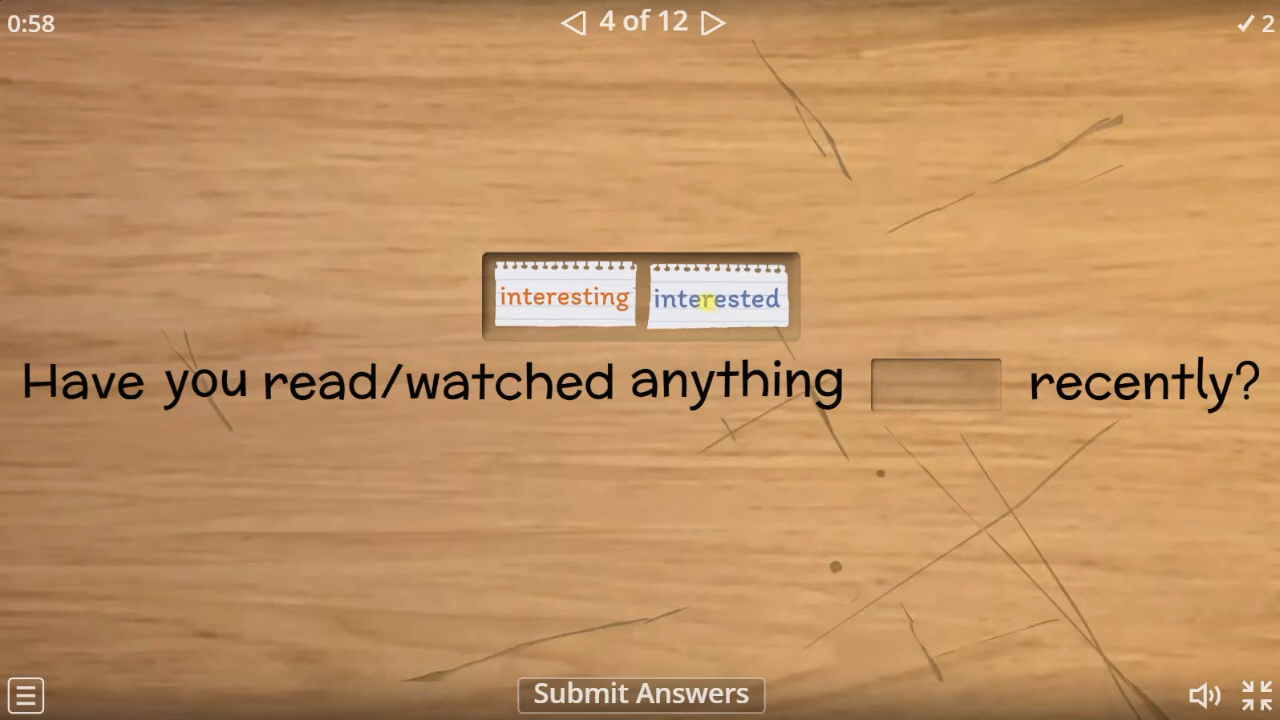 0:58
4 of 12
✓ 2
interesting
interested
Have you read/watched anything recently?
Submit Answers